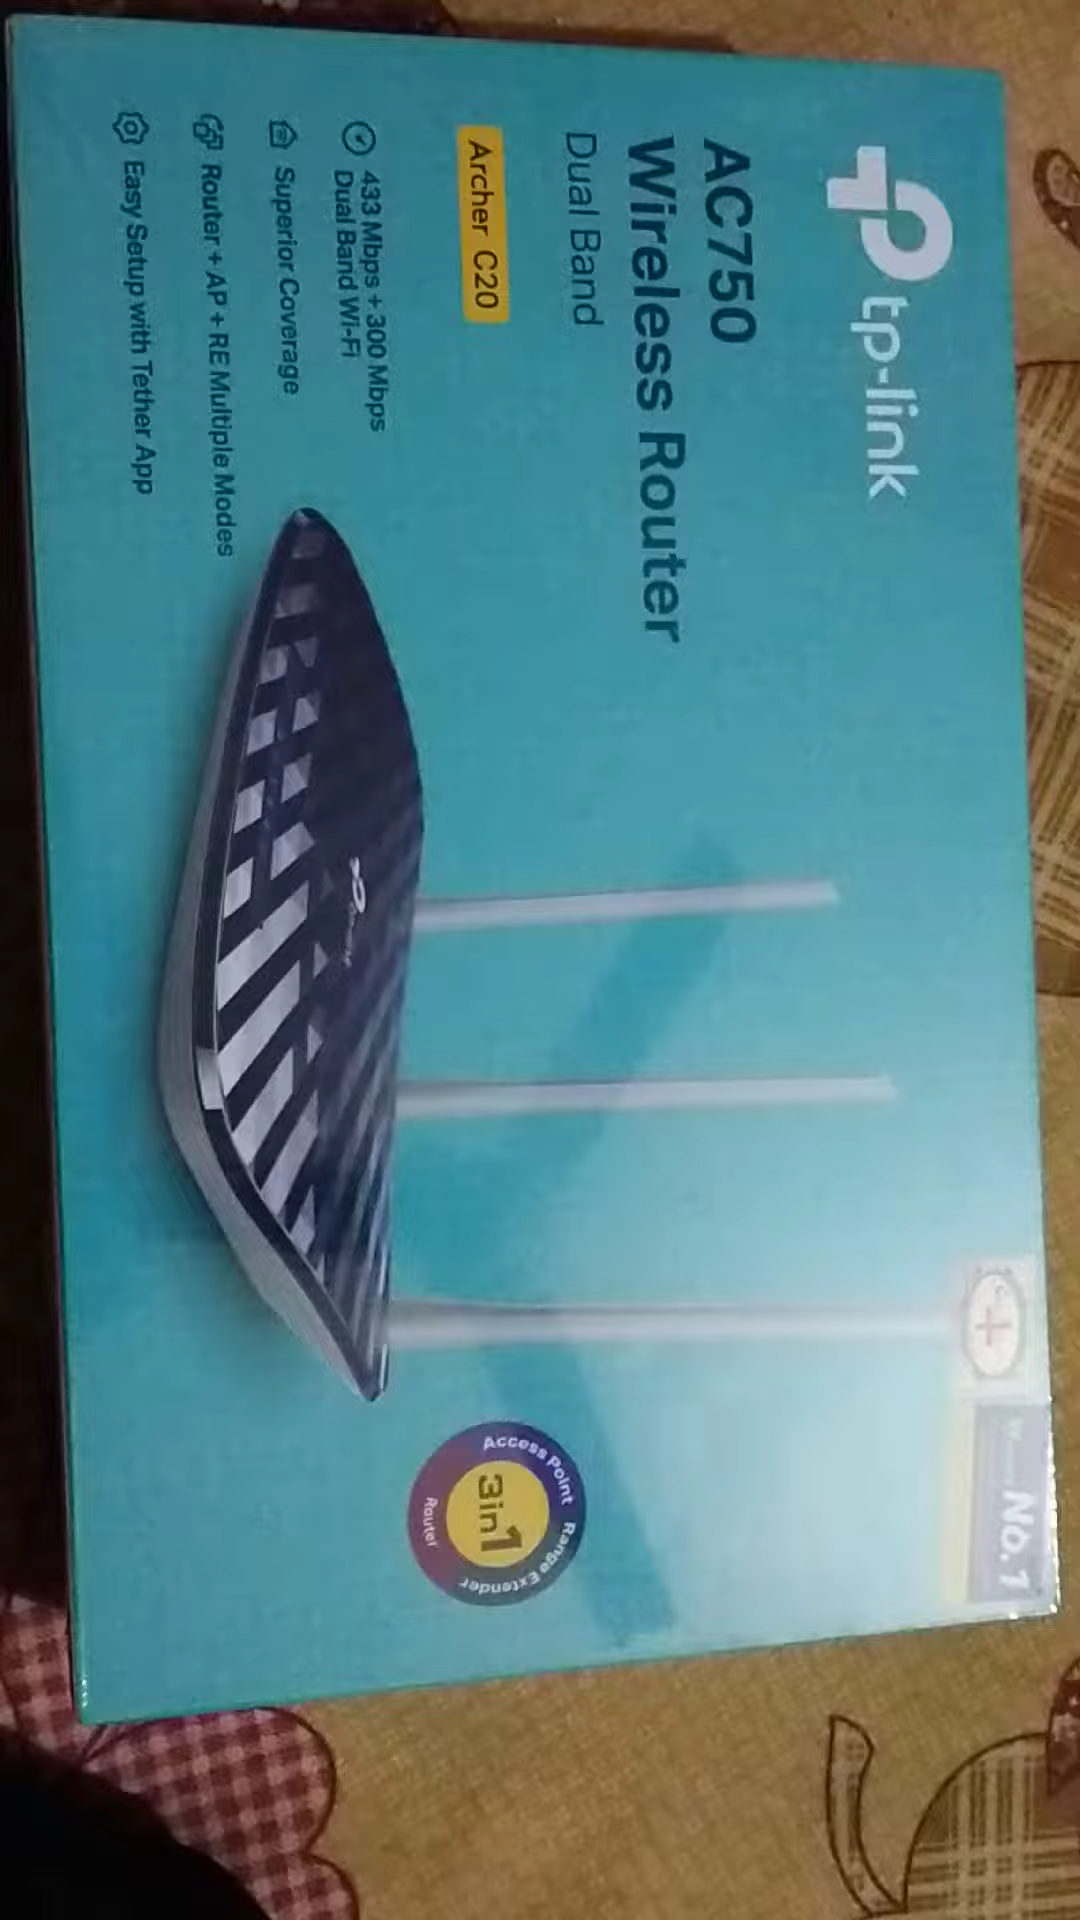 tp-link
No.1
AC750
Wireless Router
Dual Band
Archer C20
433 Mbps + 300 Mbps
Dual Band Wi-Fi
Superior Coverage
Router + AP + RE Multiple Modes
Easy Setup with Tether App
Access Point
Range Extender
Router
3in1